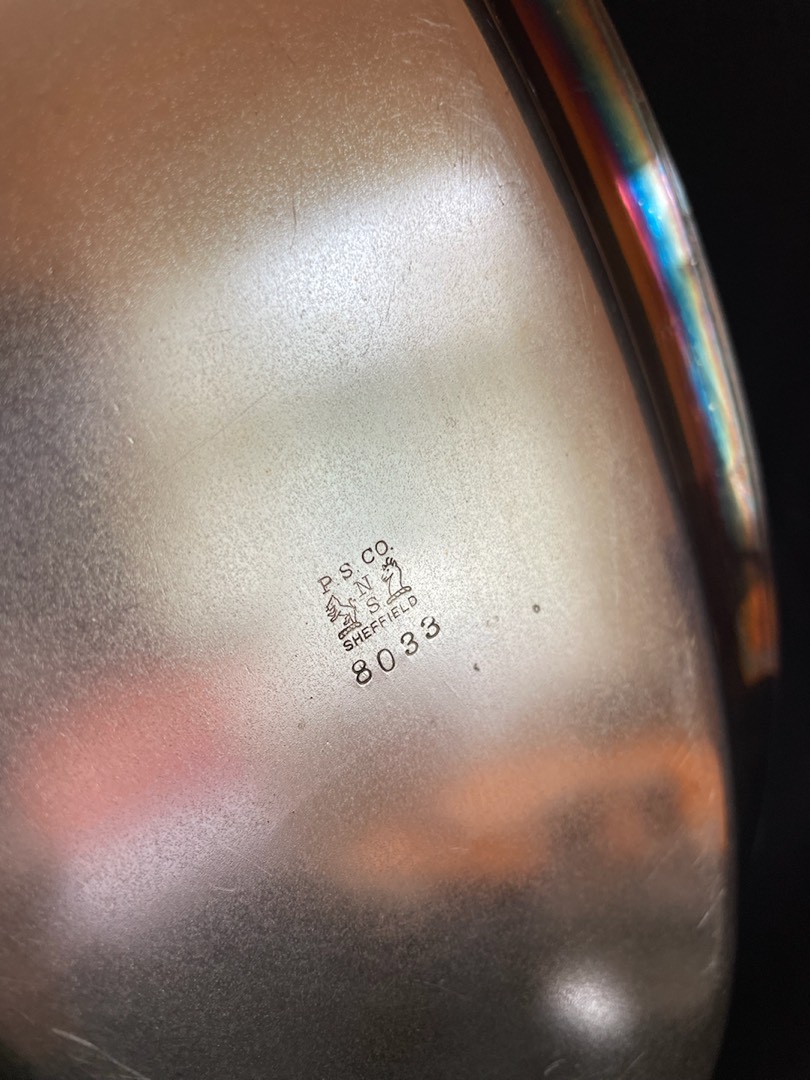 P. S. CO.
N
S
SHEFFIELD
8033